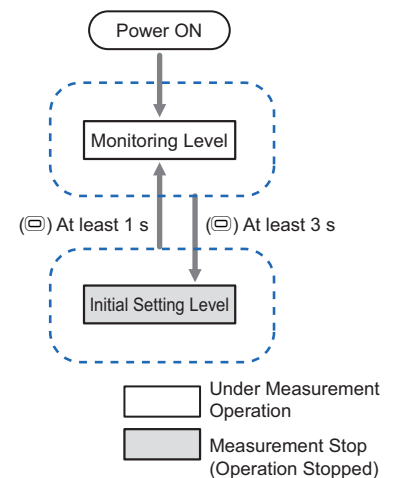 Power ON
Monitoring Level
() At least 1 s
() At least 3 s
Initial Setting Level
Under Measurement
Operation
Measurement Stop
(Operation Stopped)